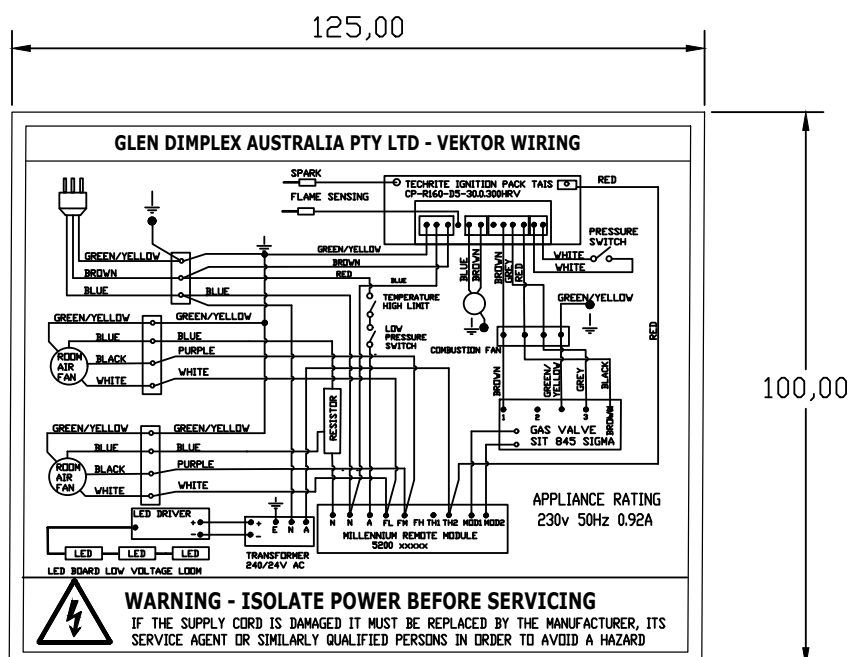 125,00
100,00
GLEN DIMPLEX AUSTRALIA PTY LTD - VEKTOR WIRING
SPARK
FLAME SENSING
TECHRITE IGNITION PACK TAIS
CP-R160-D5-30.0.300HRV
RED
PRESSURE
SWITCH
WHITE
WHITE
GREEN/YELLOW
BROWN
BLUE
GREEN/YELLOW
BROWN
RED
BLUE
BLUE
BLUE
BROWN
BROWN
GREY
RED
TEMPERATURE
HIGH LIMIT
LOW
PRESSURE
SWITCH
GREEN/YELLOW
COMBUSTION FAN
RED
GREEN/YELLOW
GREEN/YELLOW
BLUE
BLUE
BLACK
PURPLE
WHITE
WHITE
ROOM
AIR
FAN
RESISTOR
BROWN
GREEN/
YELLOW
GREY
BLACK
BROWN
1
2
3
GAS VALVE
SIT 845 SIGMA
GREEN/YELLOW
GREEN/YELLOW
BLUE
BLUE
BLACK
PURPLE
WHITE
WHITE
ROOM
AIR
FAN
LED DRIVER
+
-
+
-
E
N
A
TRANSFORMER
240/24V AC
N
N
A
FL
FM
FH
TH1
TH2
MOD1
MOD2
MILLENNIUM REMOTE MODULE
5200 xxxxx
APPLIANCE RATING
230v 50Hz 0.92A
LED
LED
LED
LED BOARD LOW VOLTAGE LOOM
WARNING - ISOLATE POWER BEFORE SERVICING
IF THE SUPPLY CORD IS DAMAGED IT MUST BE REPLACED BY THE MANUFACTURER, ITS
SERVICE AGENT OR SIMILARLY QUALIFIED PERSONS IN ORDER TO AVOID A HAZARD